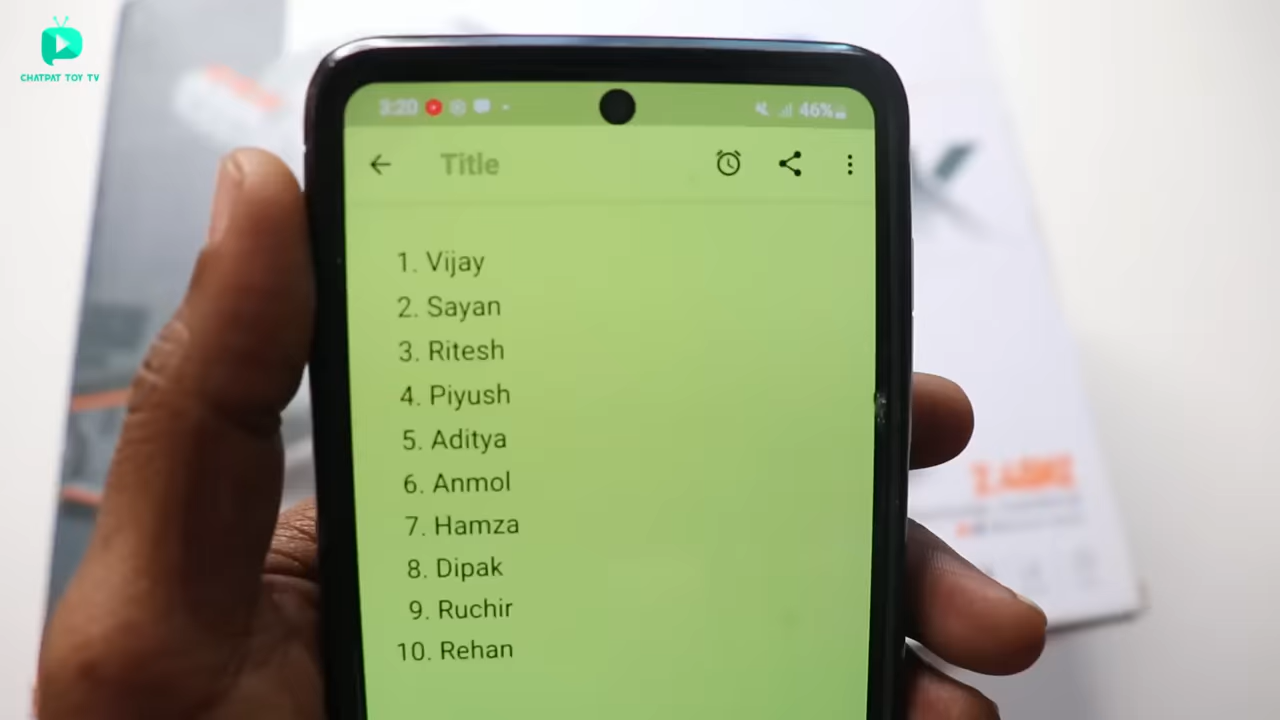 CHATPAT TOY TV
3:20
46%
Title
1. Vijay
2. Sayan
3. Ritesh
4. Piyush
5. Aditya
6. Anmol
7. Hamza
8. Dipak
9. Ruchir
10. Rehan